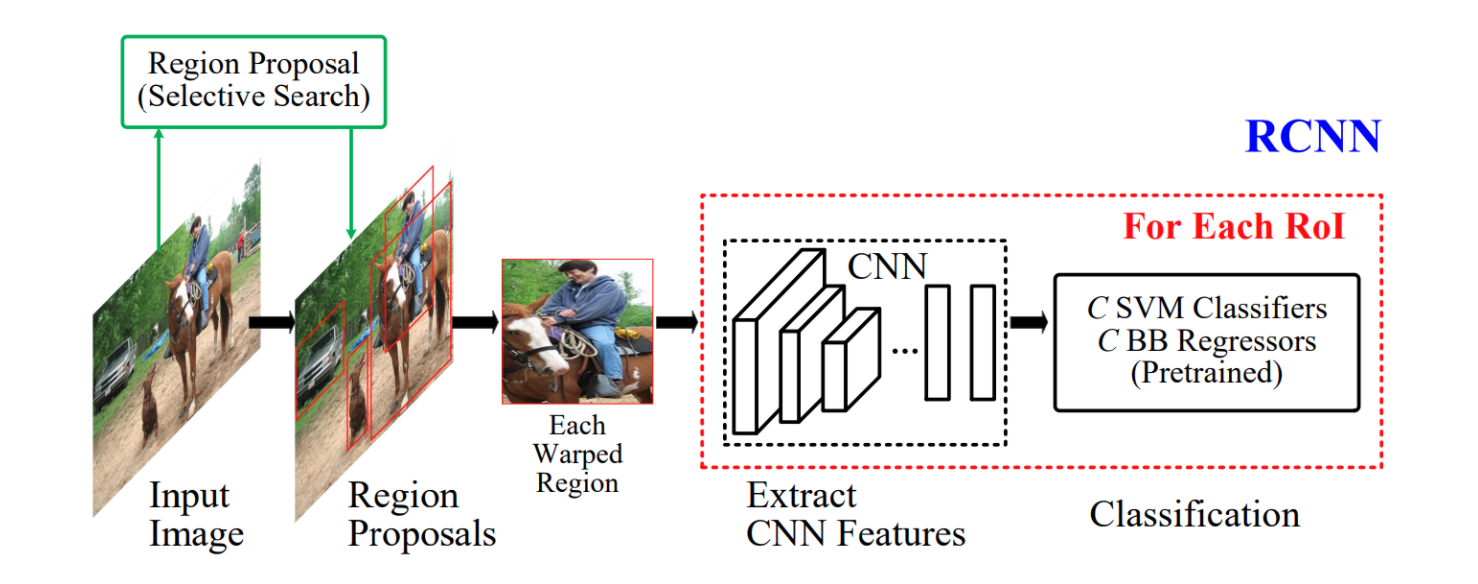 Region Proposal
(Selective Search)
RCNN
For Each RoI
CNN
...
C SVM Classifiers
C BB Regressors
(Pretrained)
Each
Warped
Region
Input
Image
Region
Proposals
Extract
CNN Features
Classification